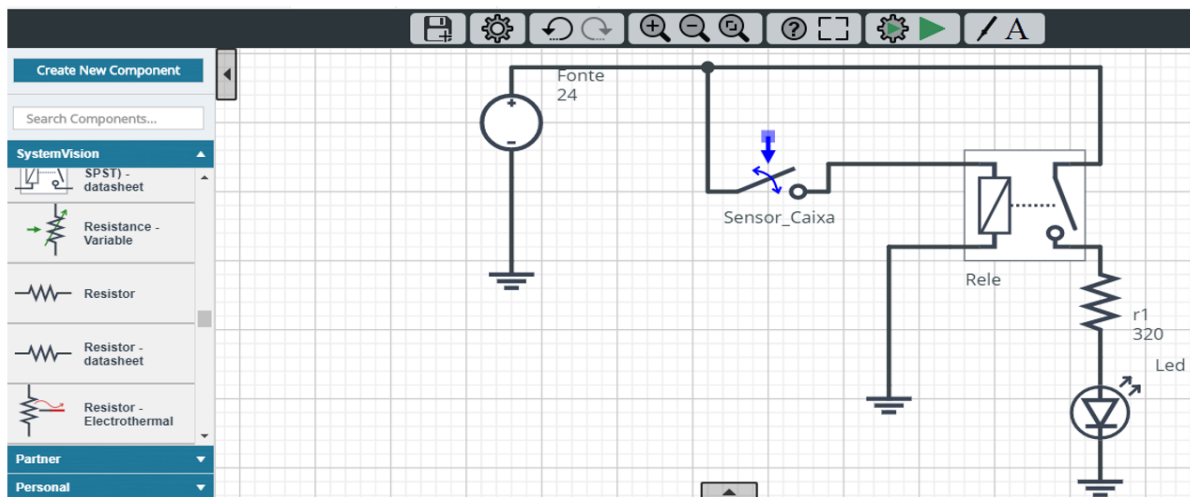 A
Create New Component
Search Components...
SystemVision
SPST) -
datasheet
Resistance -
Variable
Resistor
Resistor -
datasheet
Resistor -
Electrothermal
Partner
Personal
Fonte
24
Sensor_Caixa
Rele
r1
320
Led